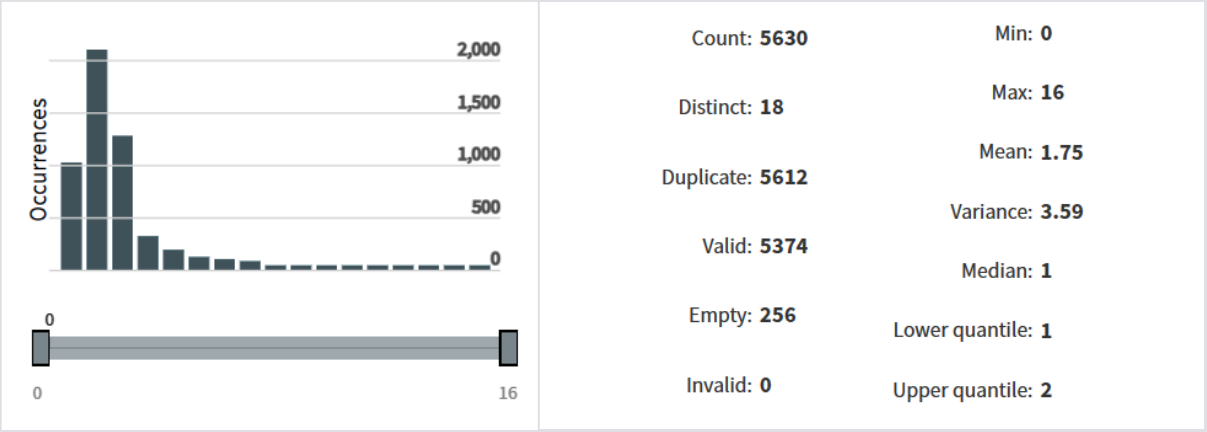 2,000
1,500
1,000
500
0
Occurrences
0
0
16
Count: 5630
Distinct: 18
Duplicate: 5612
Valid: 5374
Empty: 256
Invalid: 0
Min: 0
Max: 16
Mean: 1.75
Variance: 3.59
Median: 1
Lower quantile: 1
Upper quantile: 2